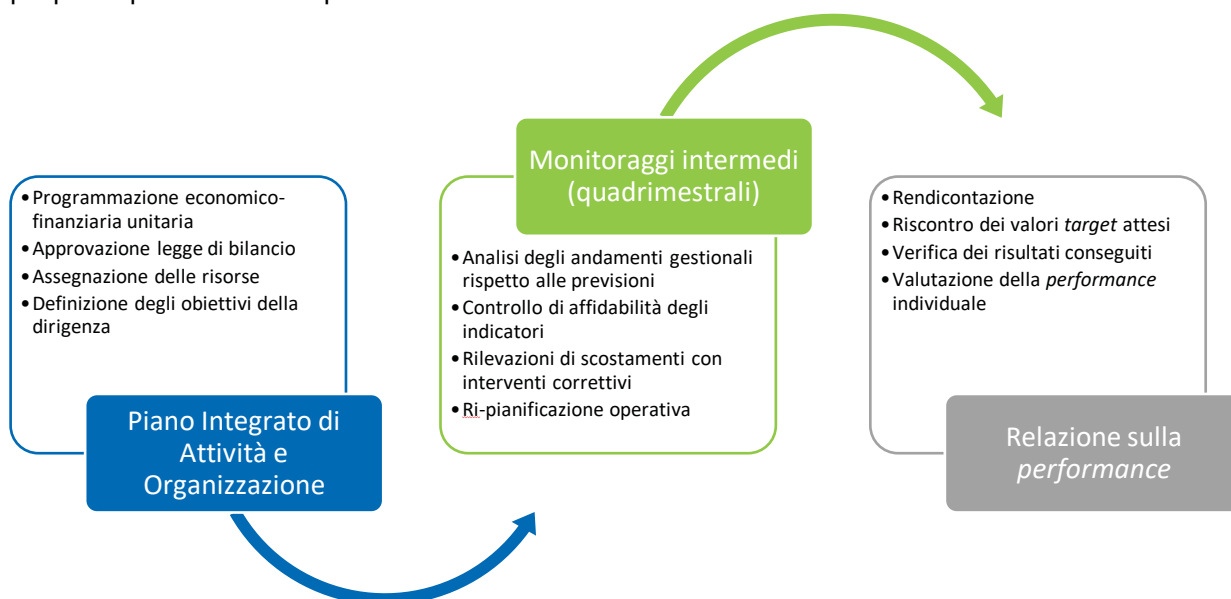 • Programmazione economico-
finanziaria unitaria
• Approvazione legge di bilancio
• Assegnazione delle risorse
• Definizione degli obiettivi della
dirigenza
Piano Integrato di
Attività e
Organizzazione
Monitoraggi intermedi
(quadrimestrali)
• Analisi degli andamenti gestionali
rispetto alle previsioni
• Controllo di affidabilità degli
indicatori
• Rilevazioni di scostamenti con
interventi correttivi
• Ri-pianificazione operativa
• Rendicontazione
• Riscontro dei valori target attesi
• Verifica dei risultati conseguiti
• Valutazione della performance
individuale
Relazione sulla
performance